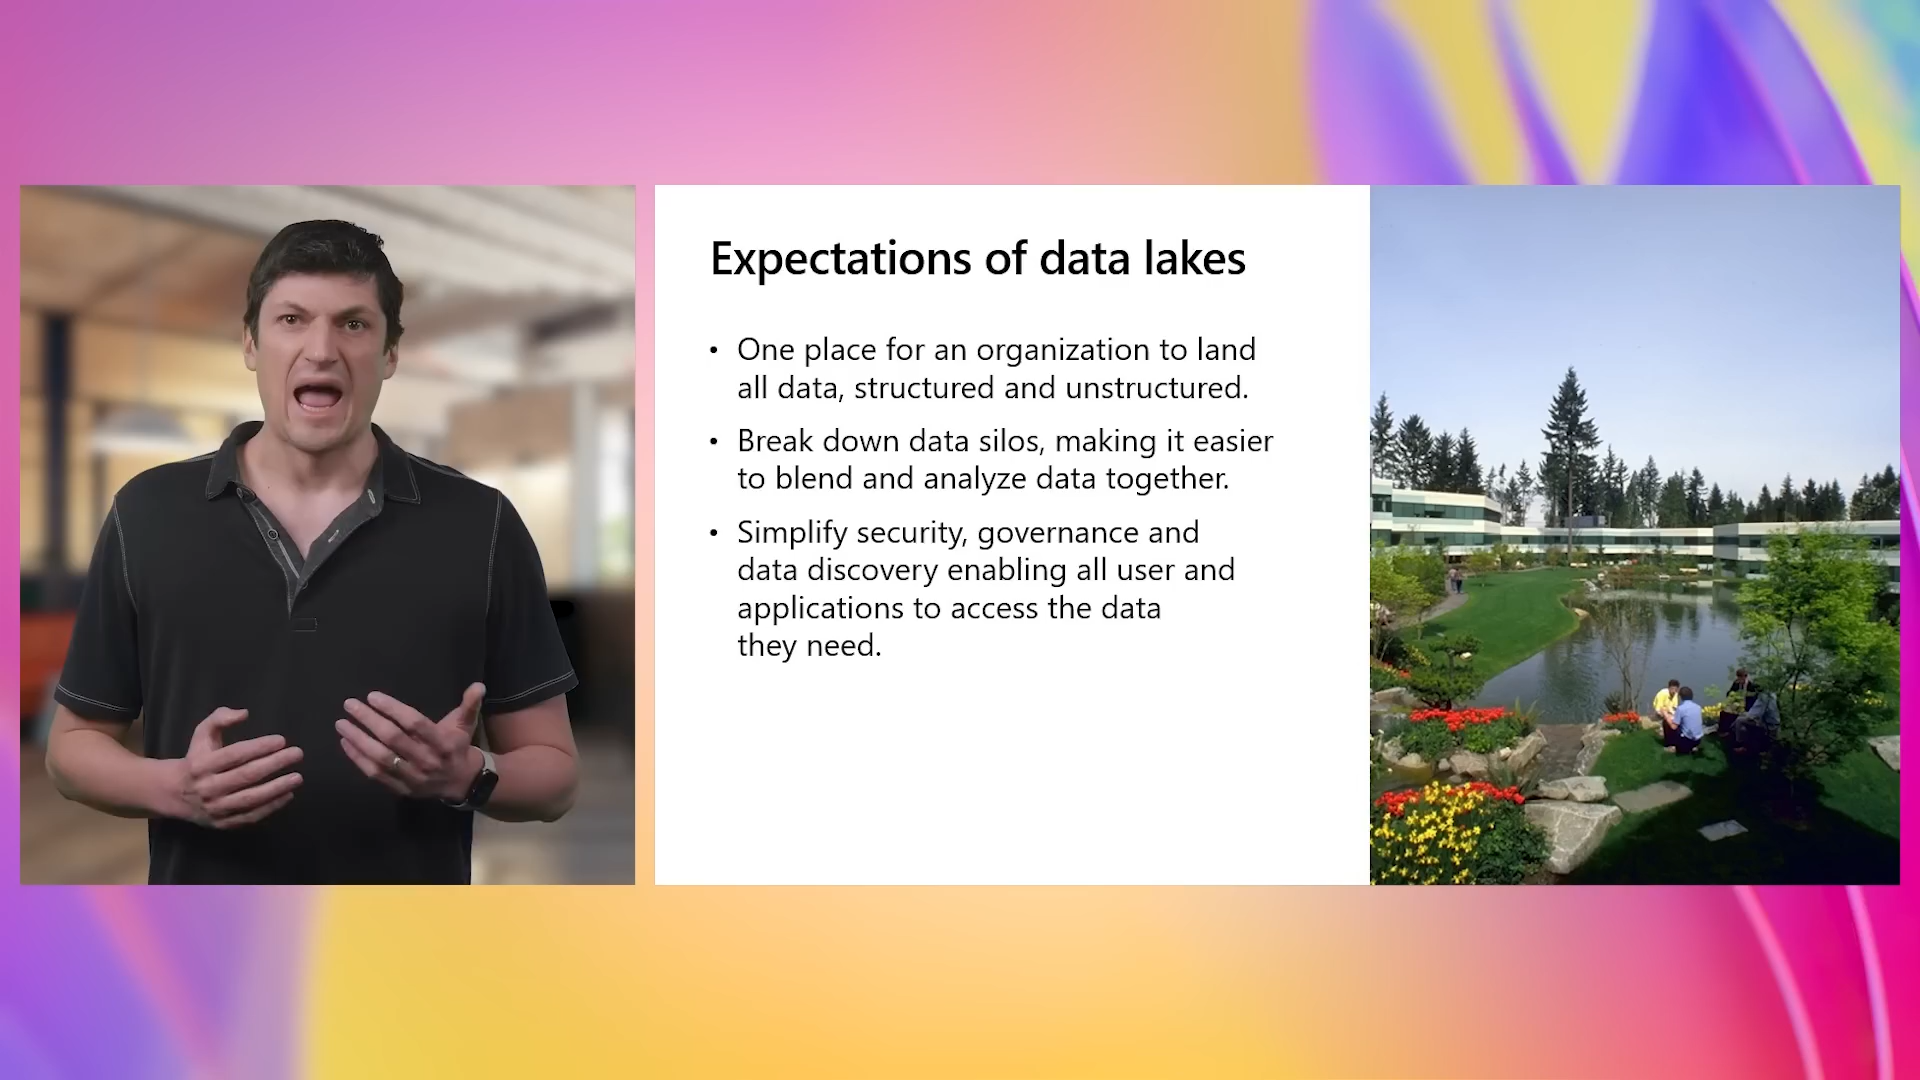 Expectations of data lakes
• One place for an organization to land
all data, structured and unstructured.
• Break down data silos, making it easier
to blend and analyze data together.
• Simplify security, governance and
data discovery enabling all user and
applications to access the data
they need.